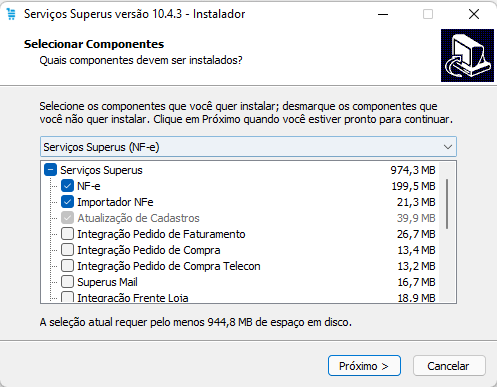 Serviços Superus versão 10.4.3 - Instalador
Selecionar Componentes
Quais componentes devem ser instalados?
Selecione os componentes que você quer instalar; desmarque os componentes que
você não quer instalar. Clique em Próximo quando você estiver pronto para continuar.
Serviços Superus (NF-e)
Serviços Superus 974,3 MB
NF-e 199,5 MB
Importador NFe 21,3 MB
Atualização de Cadastros 39,9 MB
Integração Pedido de Faturamento 26,7 MB
Integração Pedido de Compra 13,4 MB
Integração Pedido de Compra Telecon 13,2 MB
Superus Mail 16,7 MB
Integração Frente Loja 18,9 MB
A seleção atual requer pelo menos 944,8 MB de espaço em disco.
Próximo > Cancelar